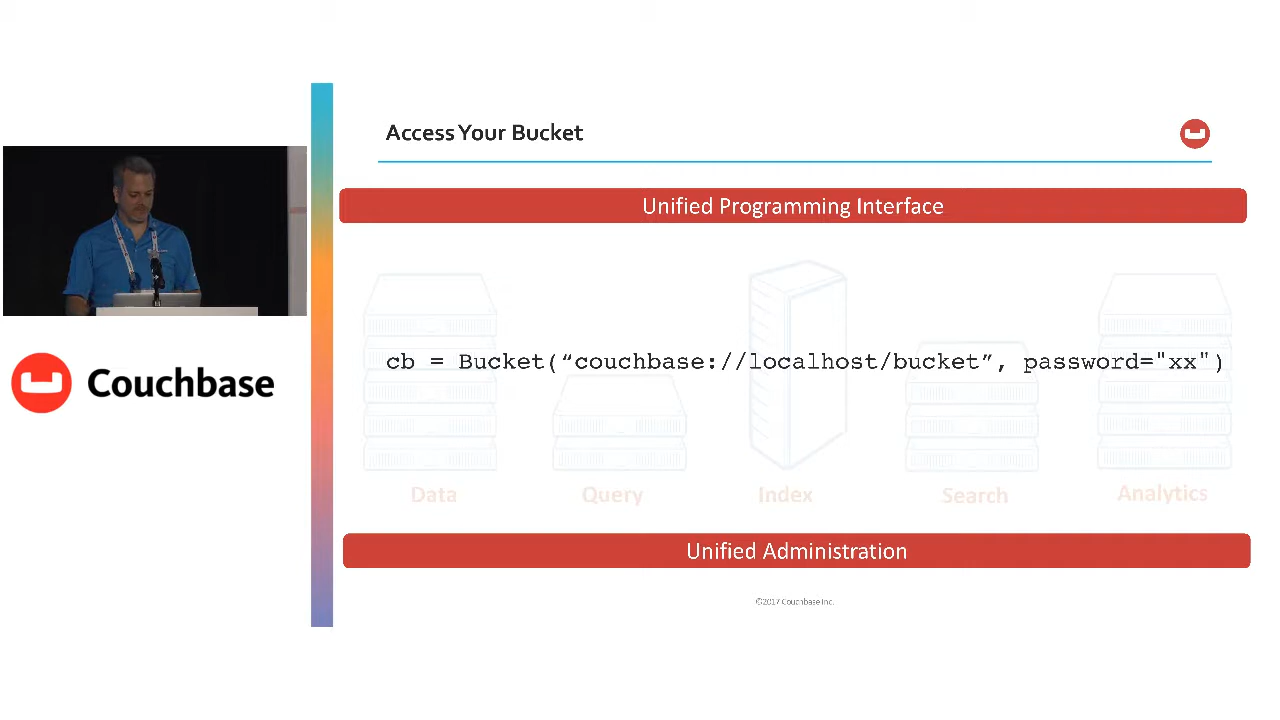 Access Your Bucket
Unified Programming Interface
cb = Bucket(“couchbase://localhost/bucket”, password="xx")
Couchbase
Data Query Index Search Analytics
Unified Administration
©2017 Couchbase Inc.